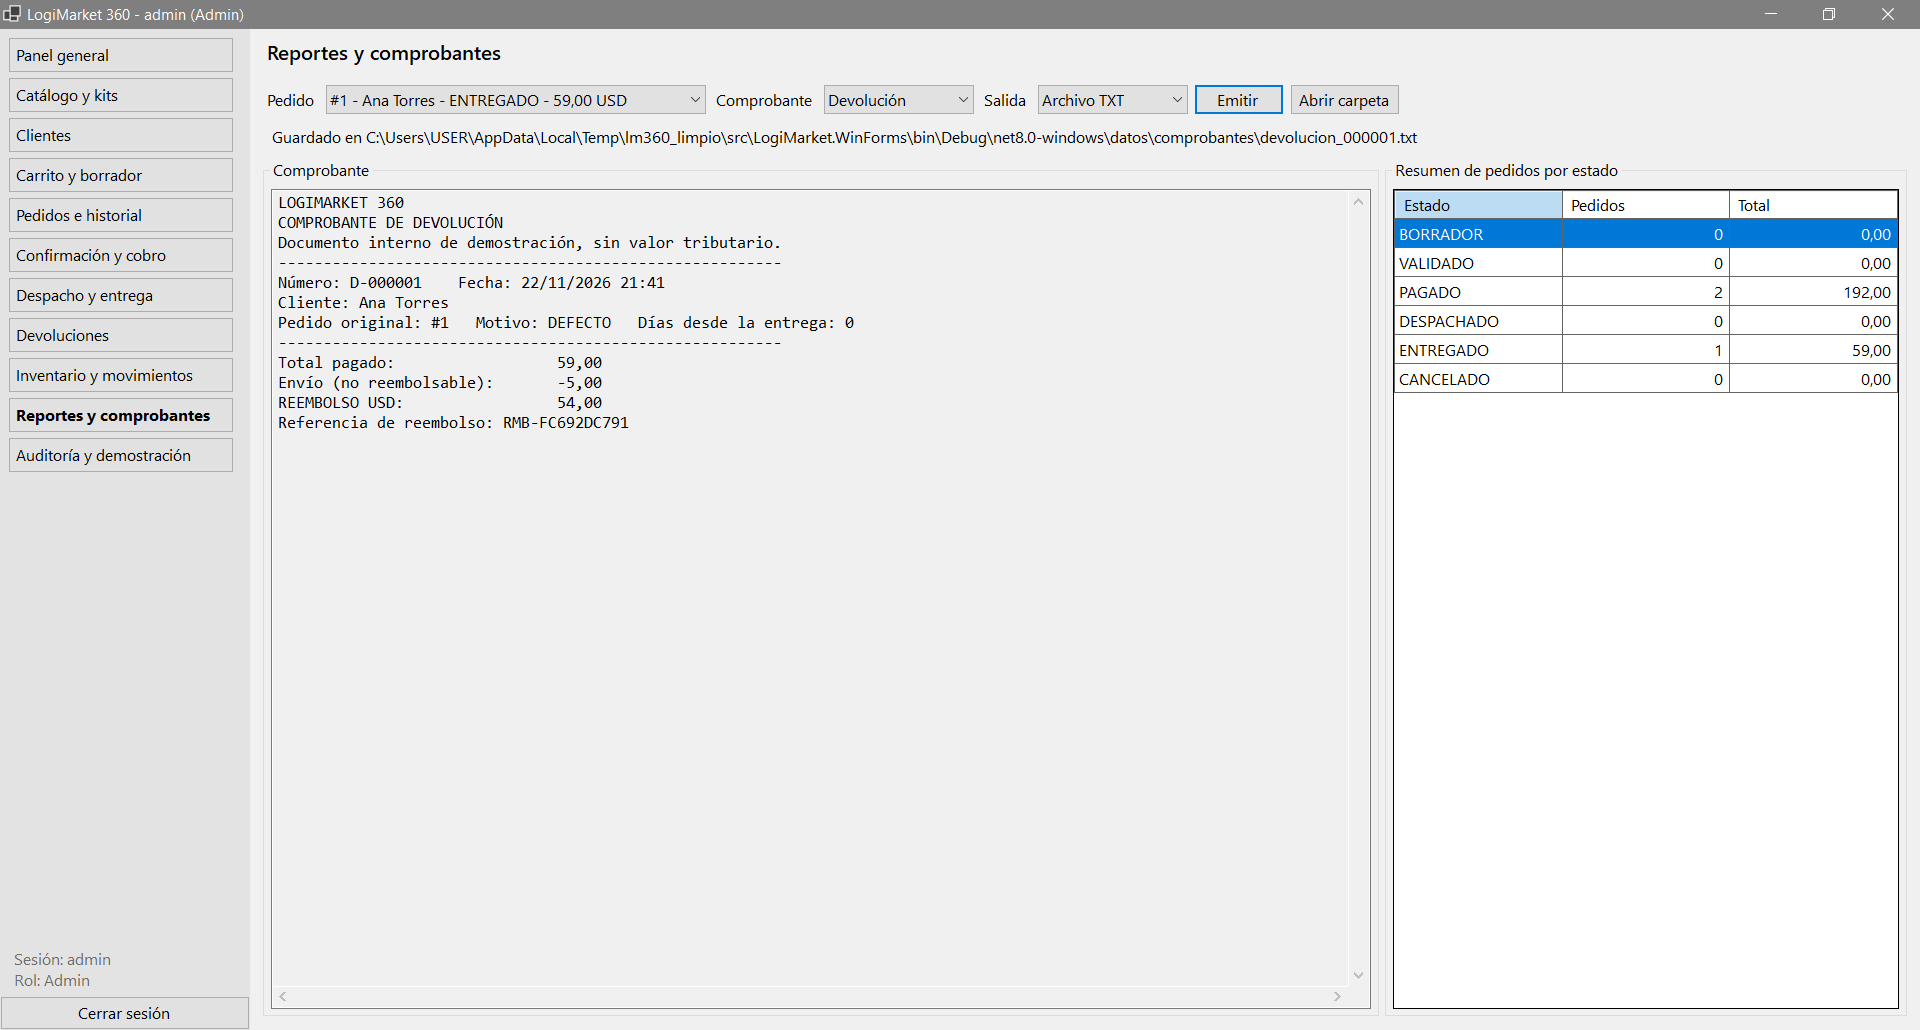 LogiMarket 360 - admin (Admin)
Panel general
Catálogo y kits
Clientes
Carrito y borrador
Pedidos e historial
Confirmación y cobro
Despacho y entrega
Devoluciones
Inventario y movimientos
Reportes y comprobantes
Auditoría y demostración
Sesión: admin
Rol: Admin
Cerrar sesión
Reportes y comprobantes
Pedido #1 - Ana Torres - ENTREGADO - 59,00 USD Comprobante Devolución Salida Archivo TXT Emitir Abrir carpeta
Guardado en C:\Users\USER\AppData\Local\Temp\lm360_limpio\src\LogiMarket.WinForms\bin\Debug\net8.0-windows\datos\comprobantes\devolucion_000001.txt
Comprobante
LOGIMARKET 360
COMPROBANTE DE DEVOLUCIÓN
Documento interno de demostración, sin valor tributario.
--------------------------------------------------------
Número: D-000001    Fecha: 22/11/2026 21:41
Cliente: Ana Torres
Pedido original: #1   Motivo: DEFECTO   Días desde la entrega: 0
--------------------------------------------------------
Total pagado:                  59,00
Envío (no reembolsable):       -5,00
REEMBOLSO USD:                 54,00
Referencia de reembolso: RMB-FC692DC791
Resumen de pedidos por estado
Estado Pedidos Total
BORRADOR 0 0,00
VALIDADO 0 0,00
PAGADO 2 192,00
DESPACHADO 0 0,00
ENTREGADO 1 59,00
CANCELADO 0 0,00